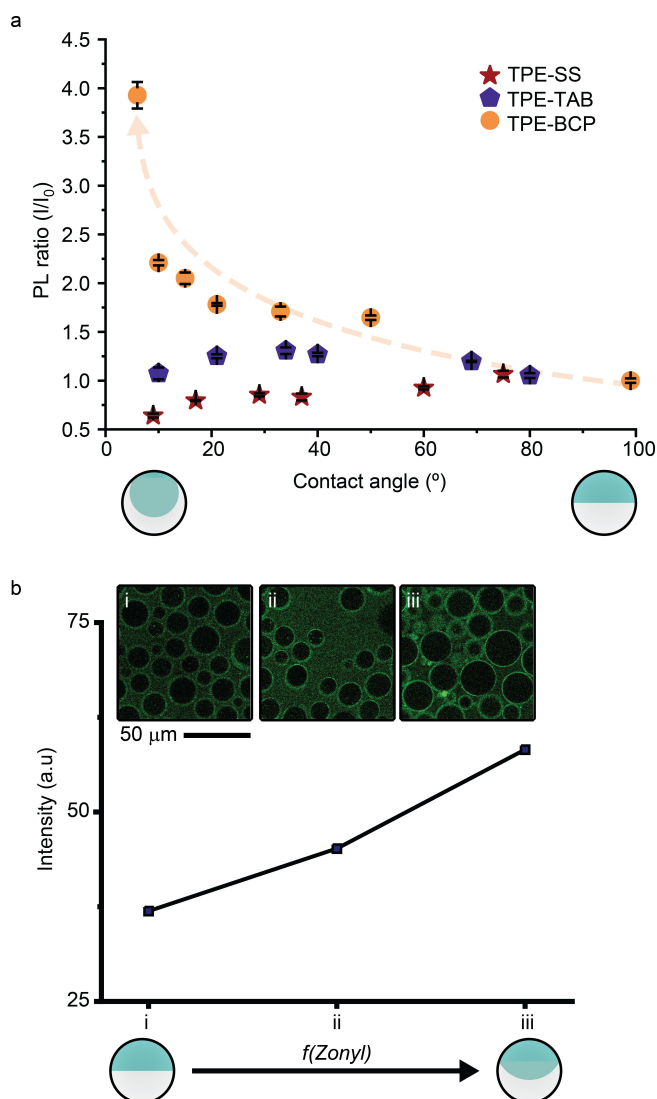 a
4.5
4.0
3.5
3.0
2.5
2.0
1.5
1.0
0.5
PL ratio (I/I0)
TPE-SS
TPE-TAB
TPE-BCP
0 20 40 60 80 100
Contact angle (º)
b
75
50
25
Intensity (a.u)
i ii iii
50 μm
i ii iii
f(Zonyl)